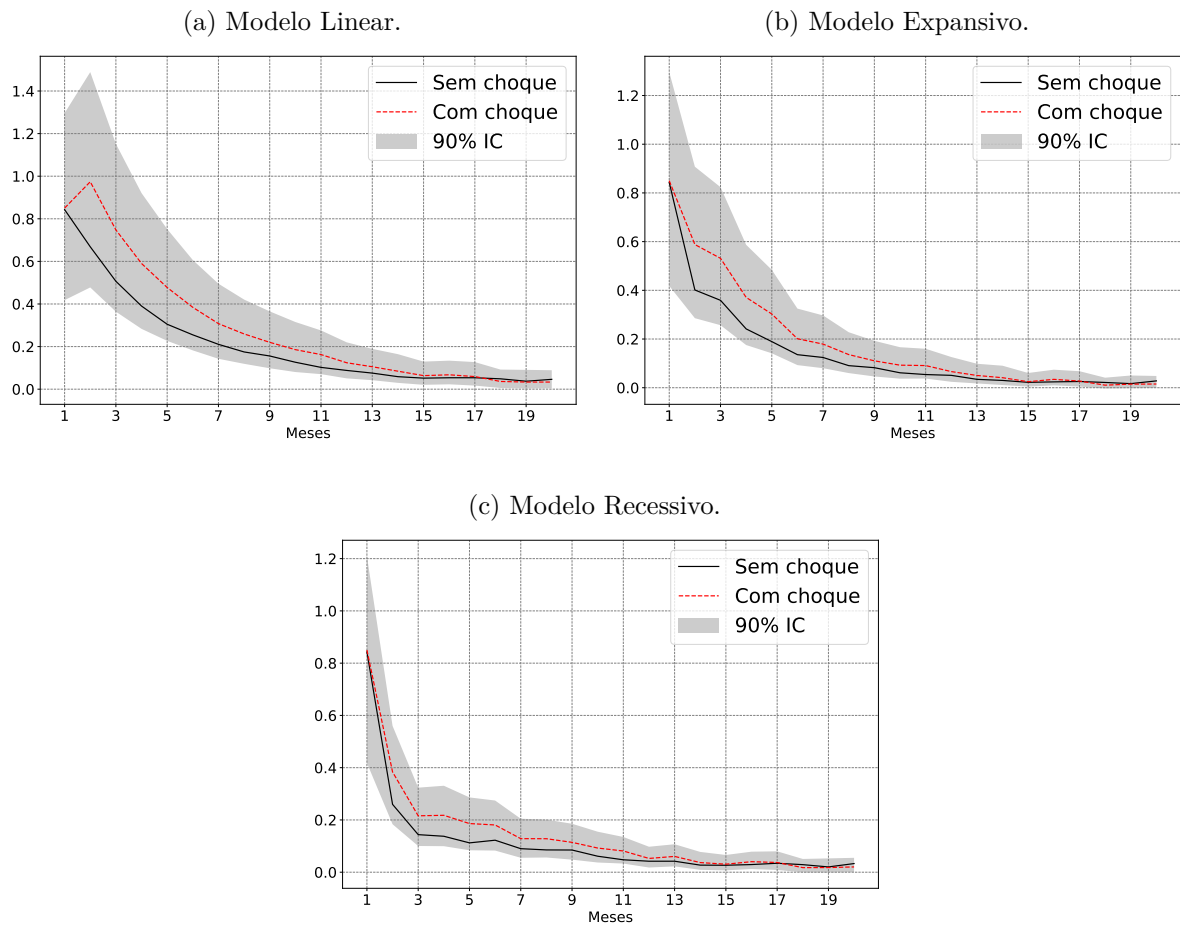 (a) Modelo Linear.
Sem choque
Com choque
90% IC
1.4
1.2
1.0
0.8
0.6
0.4
0.2
0.0
1 3 5 7 9 11 13 15 17 19
Meses
(b) Modelo Expansivo.
Sem choque
Com choque
90% IC
1.2
1.0
0.8
0.6
0.4
0.2
0.0
1 3 5 7 9 11 13 15 17 19
Meses
(c) Modelo Recessivo.
Sem choque
Com choque
90% IC
1.2
1.0
0.8
0.6
0.4
0.2
0.0
1 3 5 7 9 11 13 15 17 19
Meses